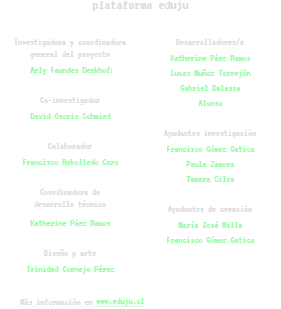 plataforma eduju
Investigadora y coordinadora
general del proyecto
Arly Faundes Berkhoff
Co-investigador
David Osorio Schmied
Colaborador
Francisco Rebolledo Caro
Coordinadora de
desarrollo técnico
Katherine Páez Ramos
Diseño y arte
Trinidad Cornejo Pérez
Desarrolladores/a
Katherine Páez Ramos
Lucas Muñoz Torrejón
Gabriel
Alonso
Ayudantes investigación
Francisco Gómez Gatica
Paula Zamora
Tamara Silva
Ayudantes de creación
María José Milla
Francisco Gómez Gatica
Más información en www.eduju.cl